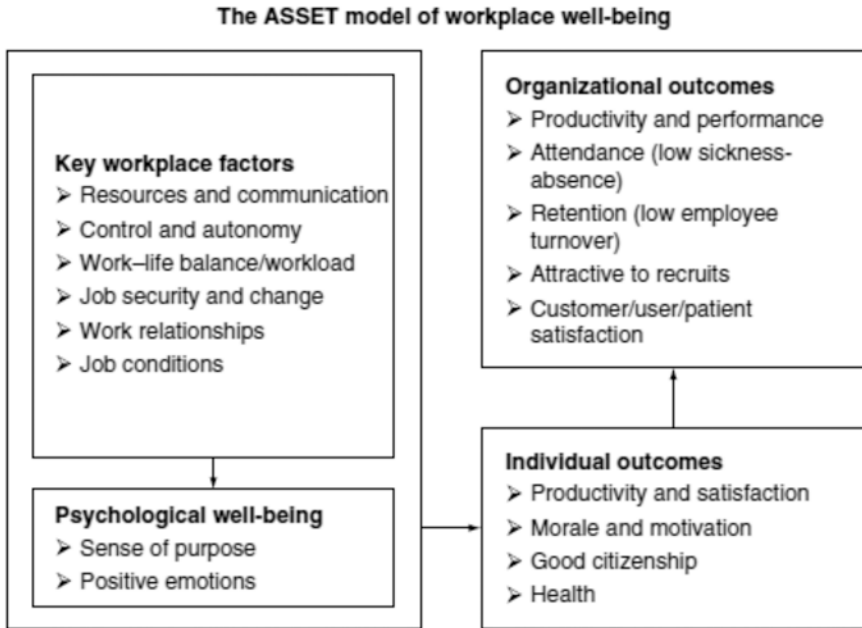 The ASSET model of workplace well-being
Key workplace factors
➢ Resources and communication
➢ Control and autonomy
➢ Work–life balance/workload
➢ Job security and change
➢ Work relationships
➢ Job conditions
Psychological well-being
➢ Sense of purpose
➢ Positive emotions
Organizational outcomes
➢ Productivity and performance
➢ Attendance (low sickness-
absence)
➢ Retention (low employee
turnover)
➢ Attractive to recruits
➢ Customer/user/patient
satisfaction
Individual outcomes
➢ Productivity and satisfaction
➢ Morale and motivation
➢ Good citizenship
➢ Health